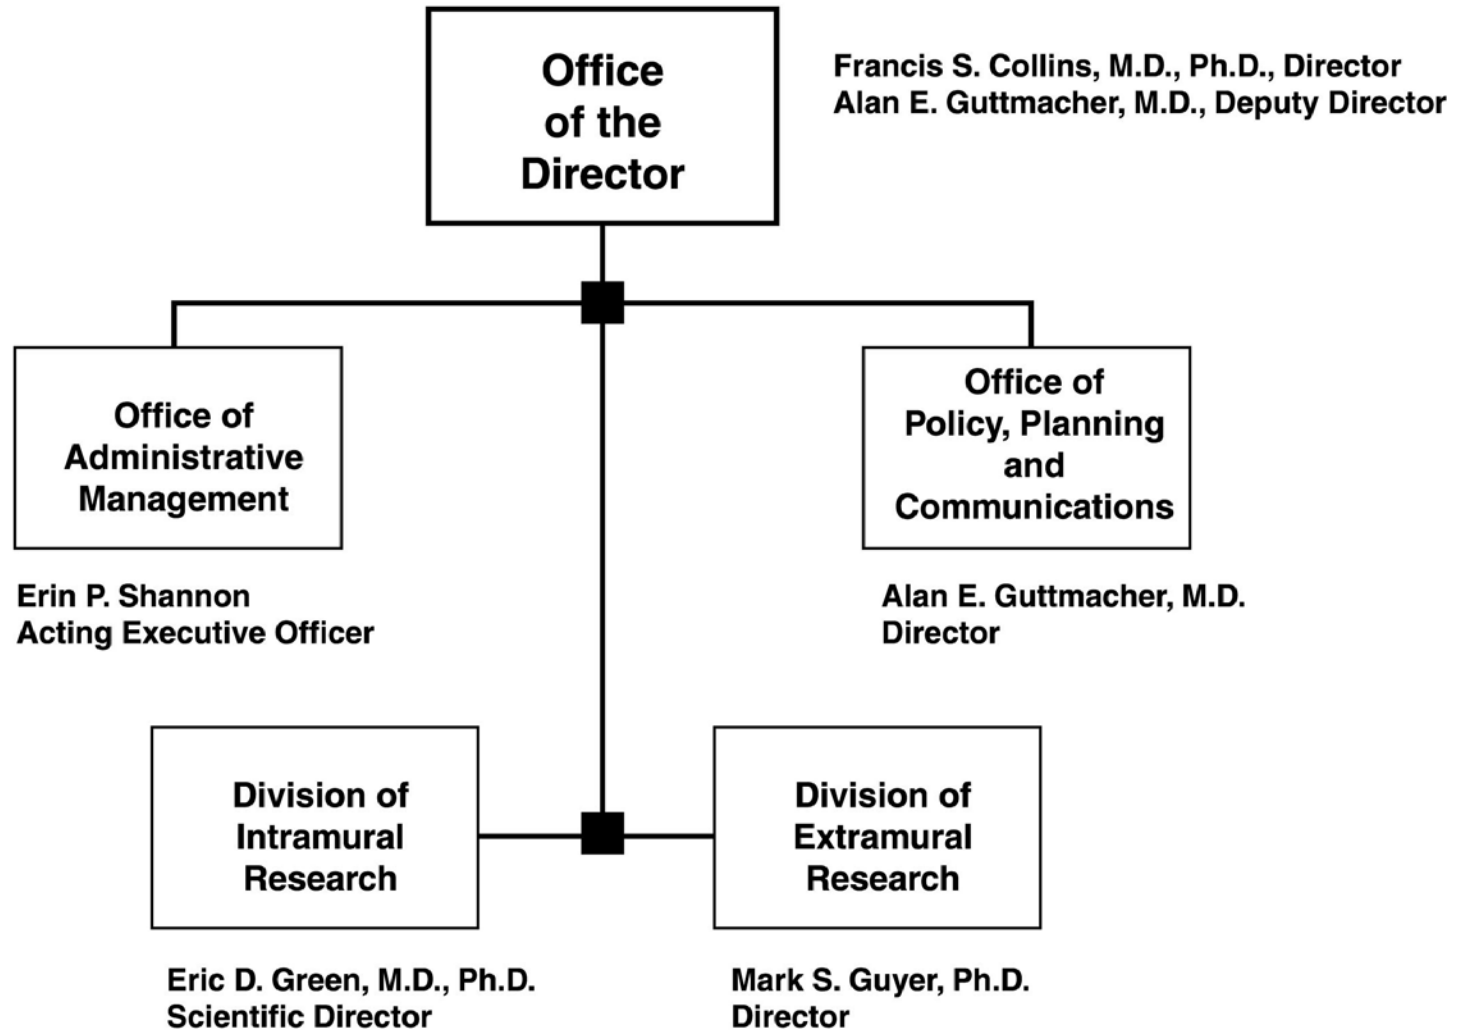 Office
of the
Director
Francis S. Collins, M.D., Ph.D., Director
Alan E. Guttmacher, M.D., Deputy Director
Office of
Administrative
Management
Erin P. Shannon
Acting Executive Officer
Office of
Policy, Planning
and
Communications
Alan E. Guttmacher, M.D.
Director
Division of
Intramural
Research
Eric D. Green, M.D., Ph.D.
Scientific Director
Division of
Extramural
Research
Mark S. Guyer, Ph.D.
Director